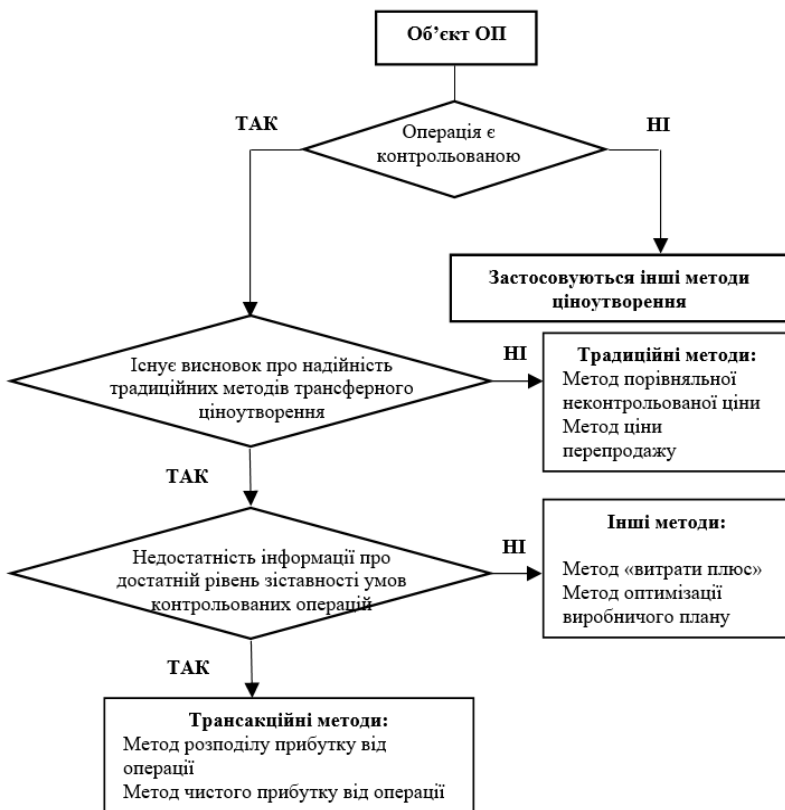 Об’єкт ОП
ТАК
НІ
Операція є
контрольованою
Застосовуються інші методи
ціноутворення
Існує висновок про надійність
традиційних методів трансферного
ціноутворення
НІ
Традиційні методи:
Метод порівняльної
неконтрольованої ціни
Метод ціни
перепродажу
ТАК
Недостатність інформації про
достатній рівень зіставності умов
контрольованих операцій
НІ
Інші методи:
Метод «витрати плюс»
Метод оптимізації
виробничого плану
ТАК
Трансакційні методи:
Метод розподілу прибутку від
операції
Метод чистого прибутку від операції